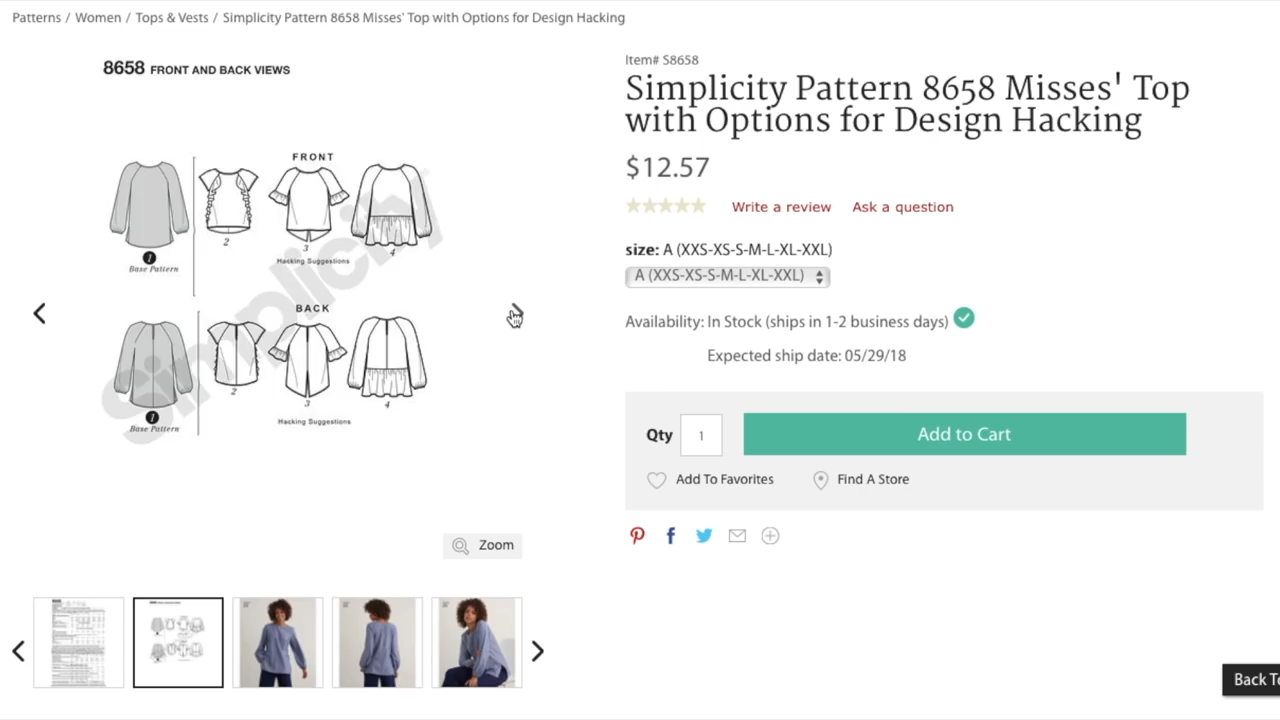 Patterns / Women / Tops & Vests / Simplicity Pattern 8658 Misses' Top with Options for Design Hacking
8658 FRONT AND BACK VIEWS
FRONT
2
3
4
1
Base Pattern
Hacking Suggestions
BACK
2
3
4
1
Base Pattern
Hacking Suggestions
Simplicity
Zoom
Item# S8658
Simplicity Pattern 8658 Misses' Top
with Options for Design Hacking
$12.57
Write a review Ask a question
size: A (XXS-XS-S-M-L-XL-XXL)
A (XXS-XS-S-M-L-XL-XXL)
Availability: In Stock (ships in 1-2 business days)
Expected ship date: 05/29/18
Qty 1 Add to Cart
Add To Favorites Find A Store
Back To